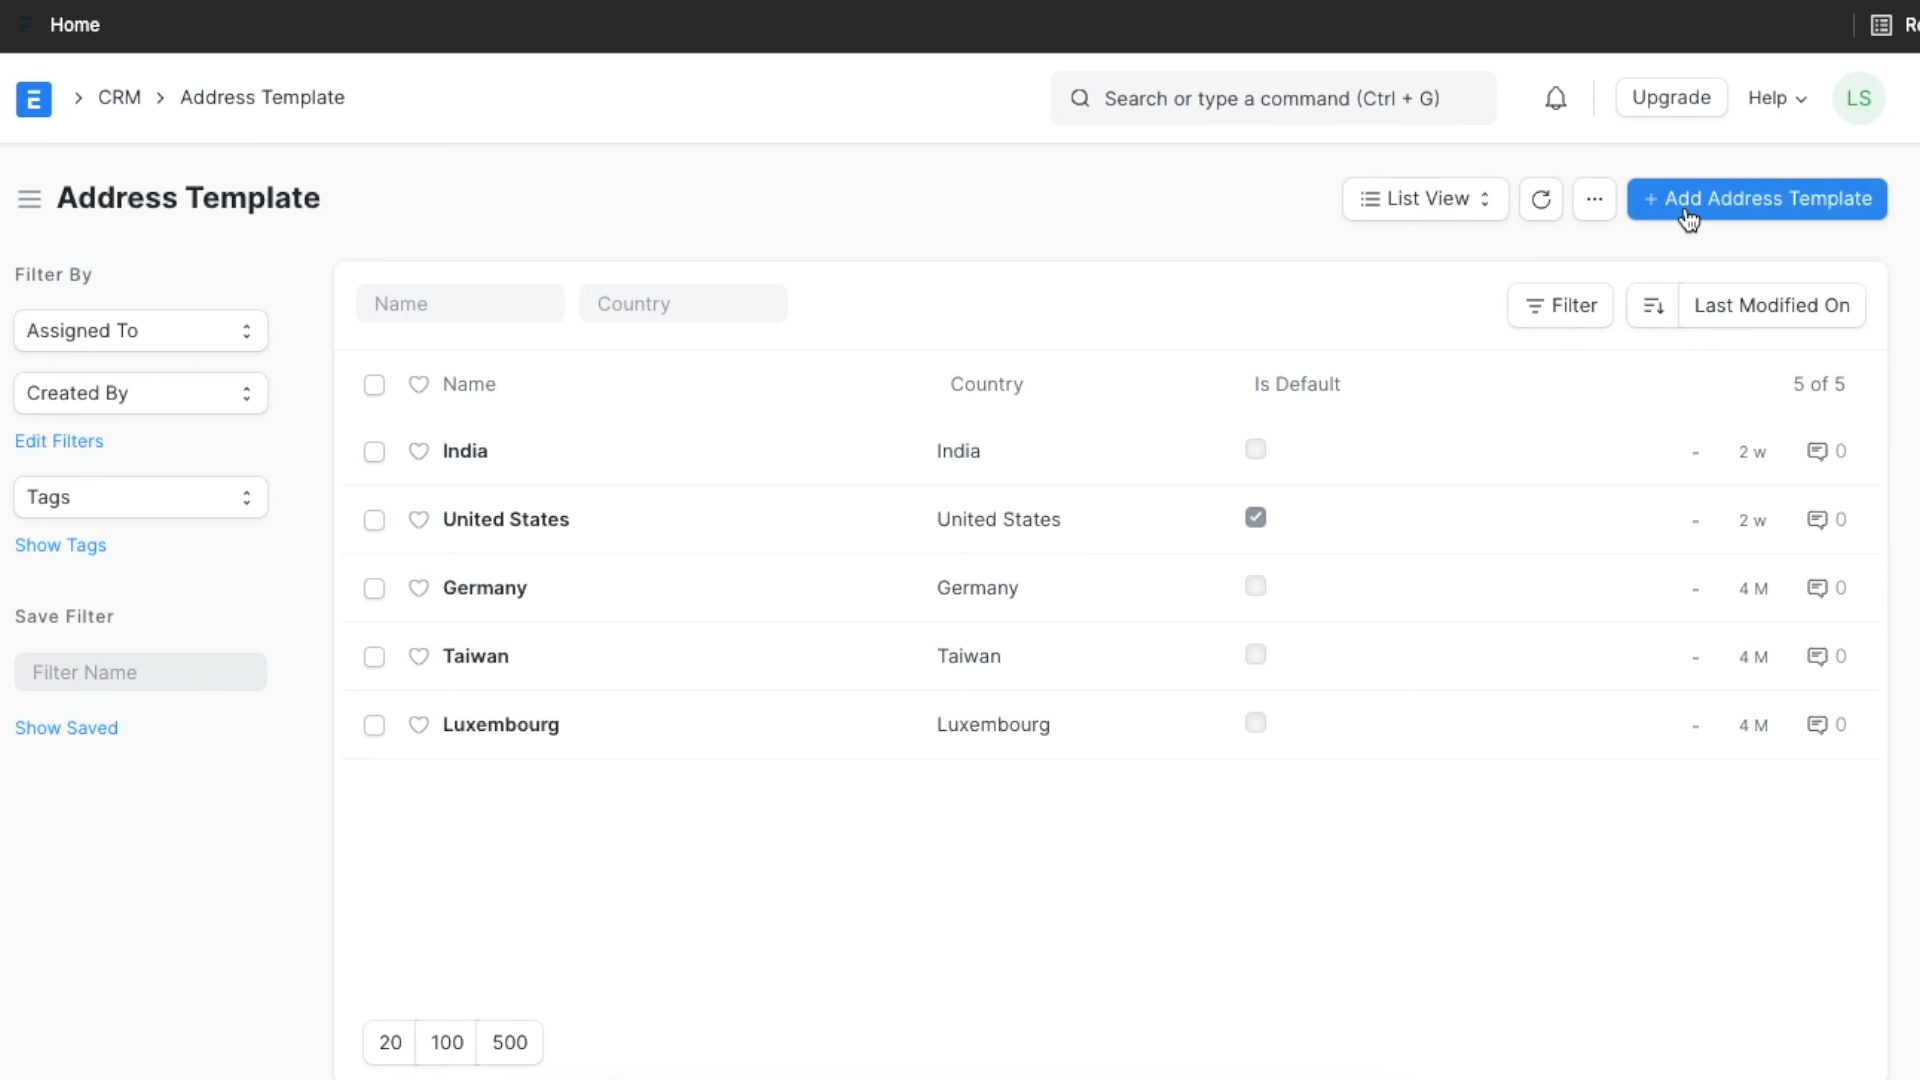 Home
E > CRM > Address Template
Search or type a command (Ctrl + G)
Upgrade
Help
LS
Address Template
List View
...
+ Add Address Template
Filter By
Assigned To
Created By
Edit Filters
Tags
Show Tags
Save Filter
Filter Name
Show Saved
Name
Country
Filter
Last Modified On
Name Country Is Default 5 of 5
India India - 2 w 0
United States United States - 2 w 0
Germany Germany - 4 M 0
Taiwan Taiwan - 4 M 0
Luxembourg Luxembourg - 4 M 0
20 100 500